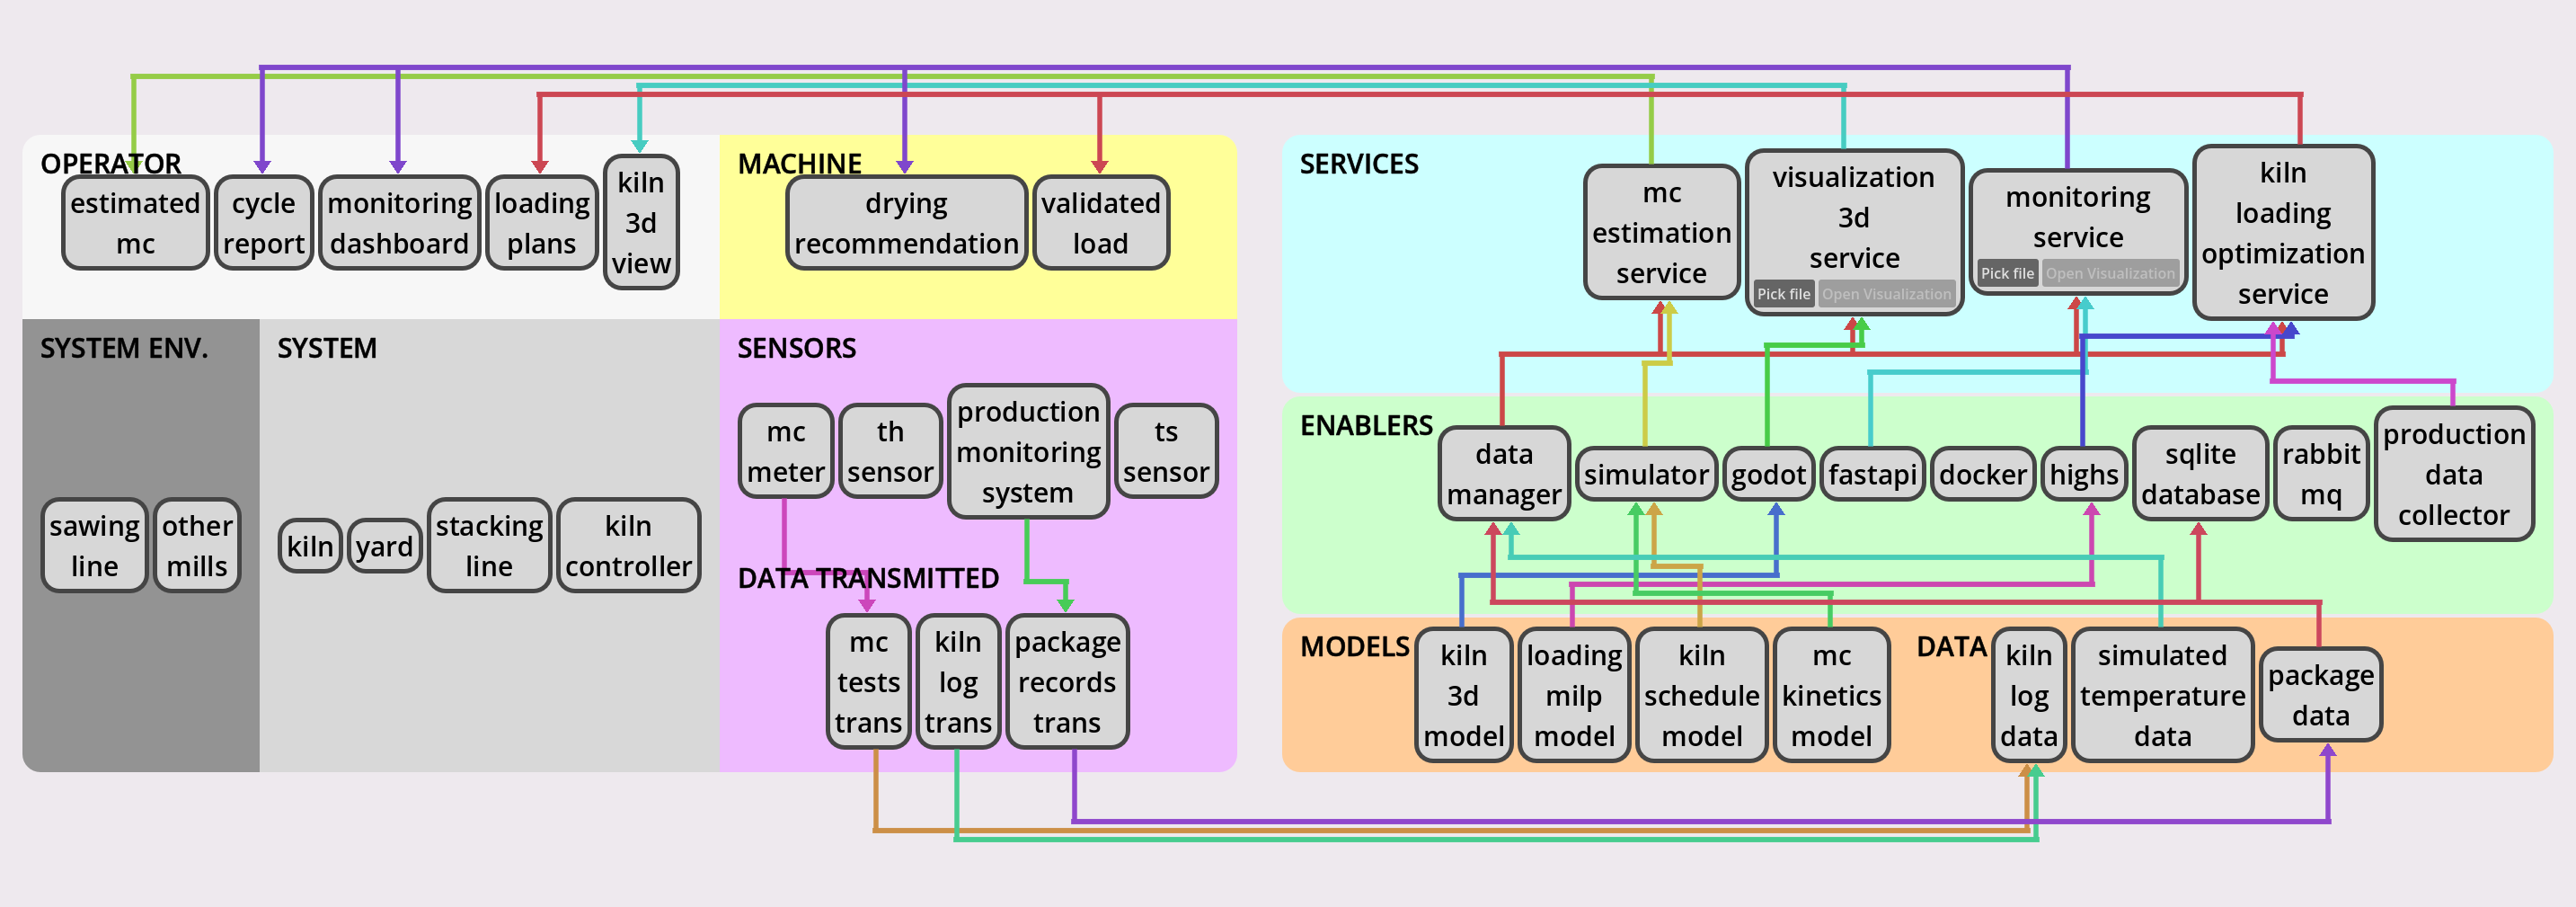 OPERATOR
estimated
mc
cycle
report
monitoring
dashboard
loading
plans
kiln
3d
view
MACHINE
drying
recommendation
validated
load
SYSTEM ENV.
sawing
line
other
mills
SYSTEM
kiln
yard
stacking
line
kiln
controller
SENSORS
mc
meter
th
sensor
production
monitoring
system
ts
sensor
DATA TRANSMITTED
mc
tests
trans
kiln
log
trans
package
records
trans
SERVICES
mc
estimation
service
visualization
3d
service
Pick file
Open Visualization
monitoring
service
Pick file
Open Visualization
kiln
loading
optimization
service
ENABLERS
data
manager
simulator
godot
fastapi
docker
highs
sqlite
database
rabbit
mq
production
data
collector
MODELS
kiln
3d
model
loading
milp
model
kiln
schedule
model
mc
kinetics
model
DATA
kiln
log
data
simulated
temperature
data
package
data